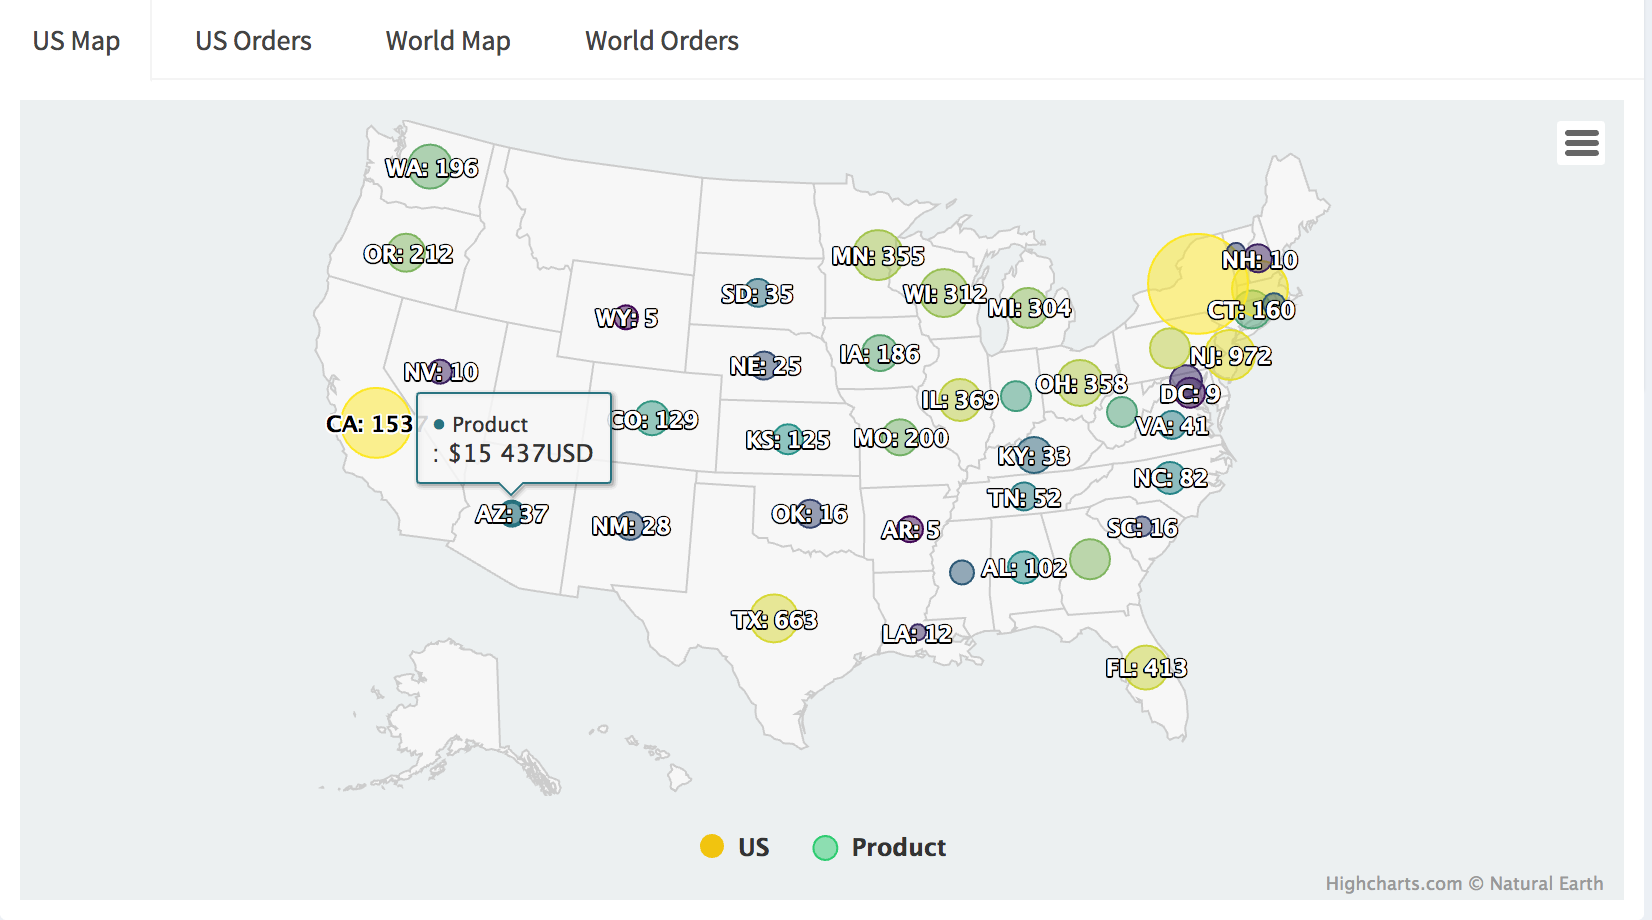 US Map
US Orders
World Map
World Orders
WA: 196
OR: 212
MN: 355
NH: 10
SD: 35
WI: 312
MI: 304
CT: 160
WY: 5
NV: 10
NE: 25
IA: 186
NJ: 972
OH: 358
DC: 9
IL: 369
CA: 153
Product
: $15 437USD
CO: 129
KS: 125
MO: 200
VA: 41
KY: 33
NC: 82
TN: 52
AZ: 37
NM: 28
OK: 16
AR: 5
SC: 16
AL: 102
TX: 663
LA: 12
FL: 413
US
Product
Highcharts.com © Natural Earth